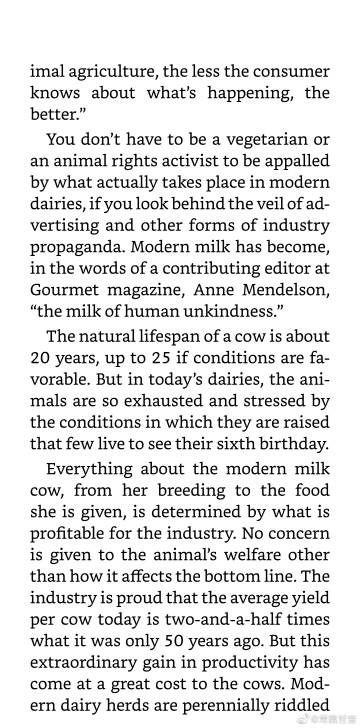 imal agriculture, the less the consumer
knows about what’s happening, the
better.”
You don’t have to be a vegetarian or
an animal rights activist to be appalled
by what actually takes place in modern
dairies, if you look behind the veil of ad-
vertising and other forms of industry
propaganda. Modern milk has become,
in the words of a contributing editor at
Gourmet magazine, Anne Mendelson,
“the milk of human unkindness.”
The natural lifespan of a cow is about
20 years, up to 25 if conditions are fa-
vorable. But in today’s dairies, the ani-
mals are so exhausted and stressed by
the conditions in which they are raised
that few live to see their sixth birthday.
Everything about the modern milk
cow, from her breeding to the food
she is given, is determined by what is
profitable for the industry. No concern
is given to the animal’s welfare other
than how it affects the bottom line. The
industry is proud that the average yield
per cow today is two-and-a-half times
what it was only 50 years ago. But this
extraordinary gain in productivity has
come at a great cost to the cows. Mod-
ern dairy herds are perennially riddled